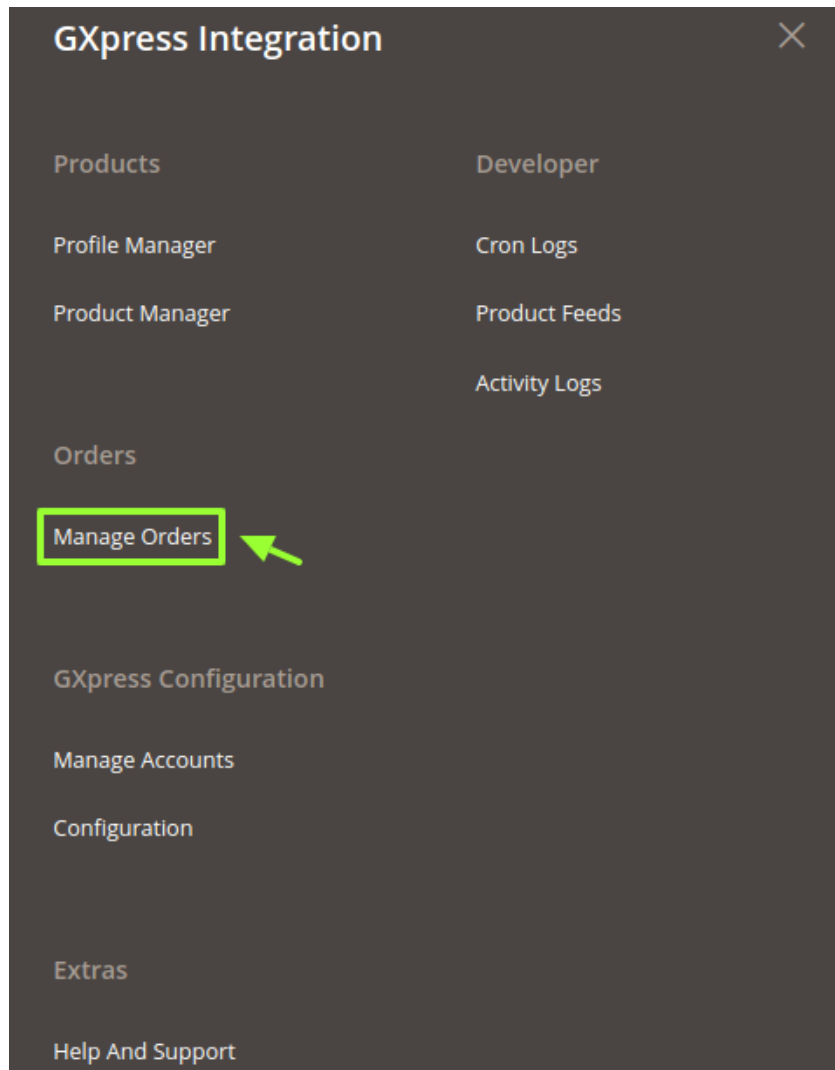 GXpress Integration
Products
Profile Manager
Product Manager
Developer
Cron Logs
Product Feeds
Activity Logs
Orders
Manage Orders
GXpress Configuration
Manage Accounts
Configuration
Extras
Help And Support